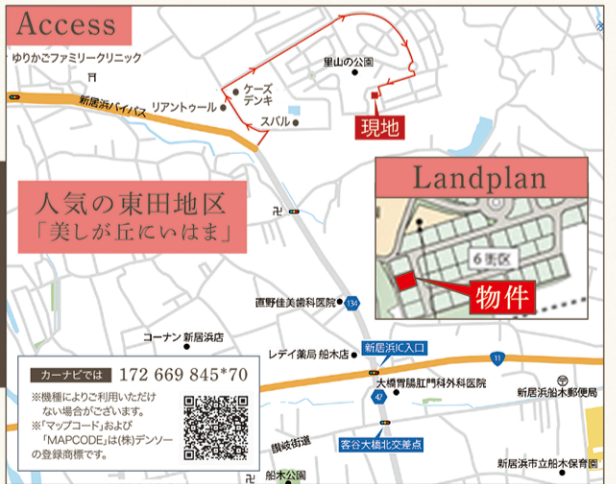 Access
ゆりかごファミリークリニック
里山の公園
ケーズ
デンキ
新居浜バイパス
リアントゥール
スバル
現地
人気の東田地区
「美しが丘にいはま」
Landplan
6街区
物件
直野佳美歯科医院
134
コーナン 新居浜店
レデイ薬局 船木店
新居浜IC入口
11
カーナビでは 172 669 845*70
※機種によりご利用いただけ
ない場合がございます。
※「マップコード」および
「MAPCODE」は(株)デンソー
の登録商標です。
大橋胃腸肛門科外科医院
47
新居浜船木郵便局
讃岐街道
客谷大橋北交差点
船木公園
新居浜市立船木保育園